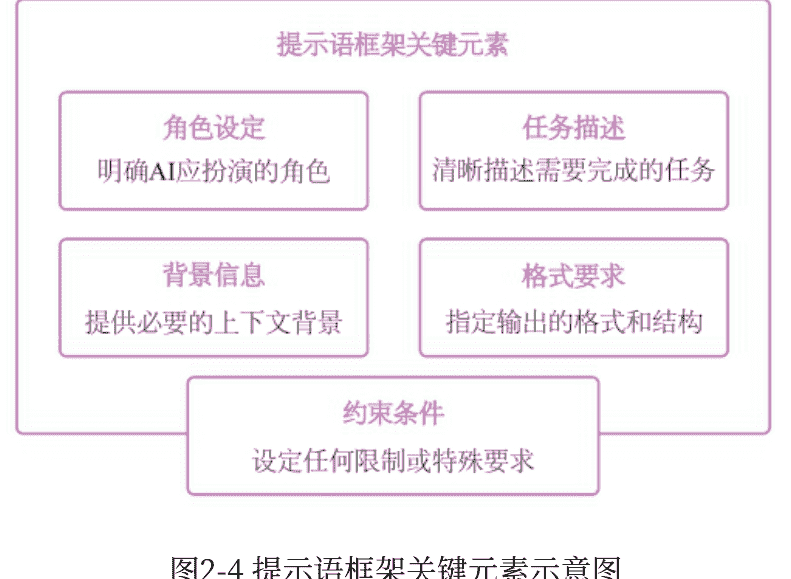 提示语框架关键元素
角色设定
明确AI应扮演的角色
任务描述
清晰描述需要完成的任务
背景信息
提供必要的上下文背景
格式要求
指定输出的格式和结构
约束条件
设定任何限制或特殊要求
图2-4 提示语框架关键元素示意图